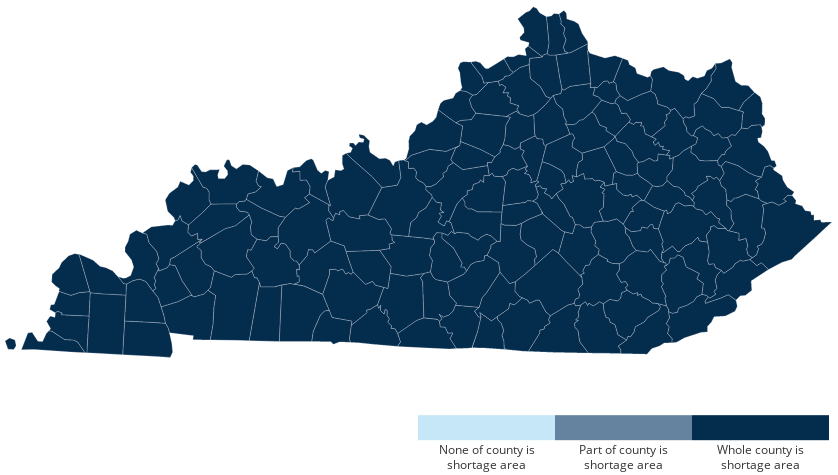 None of county is
shortage area
Part of county is
shortage area
Whole county is
shortage area